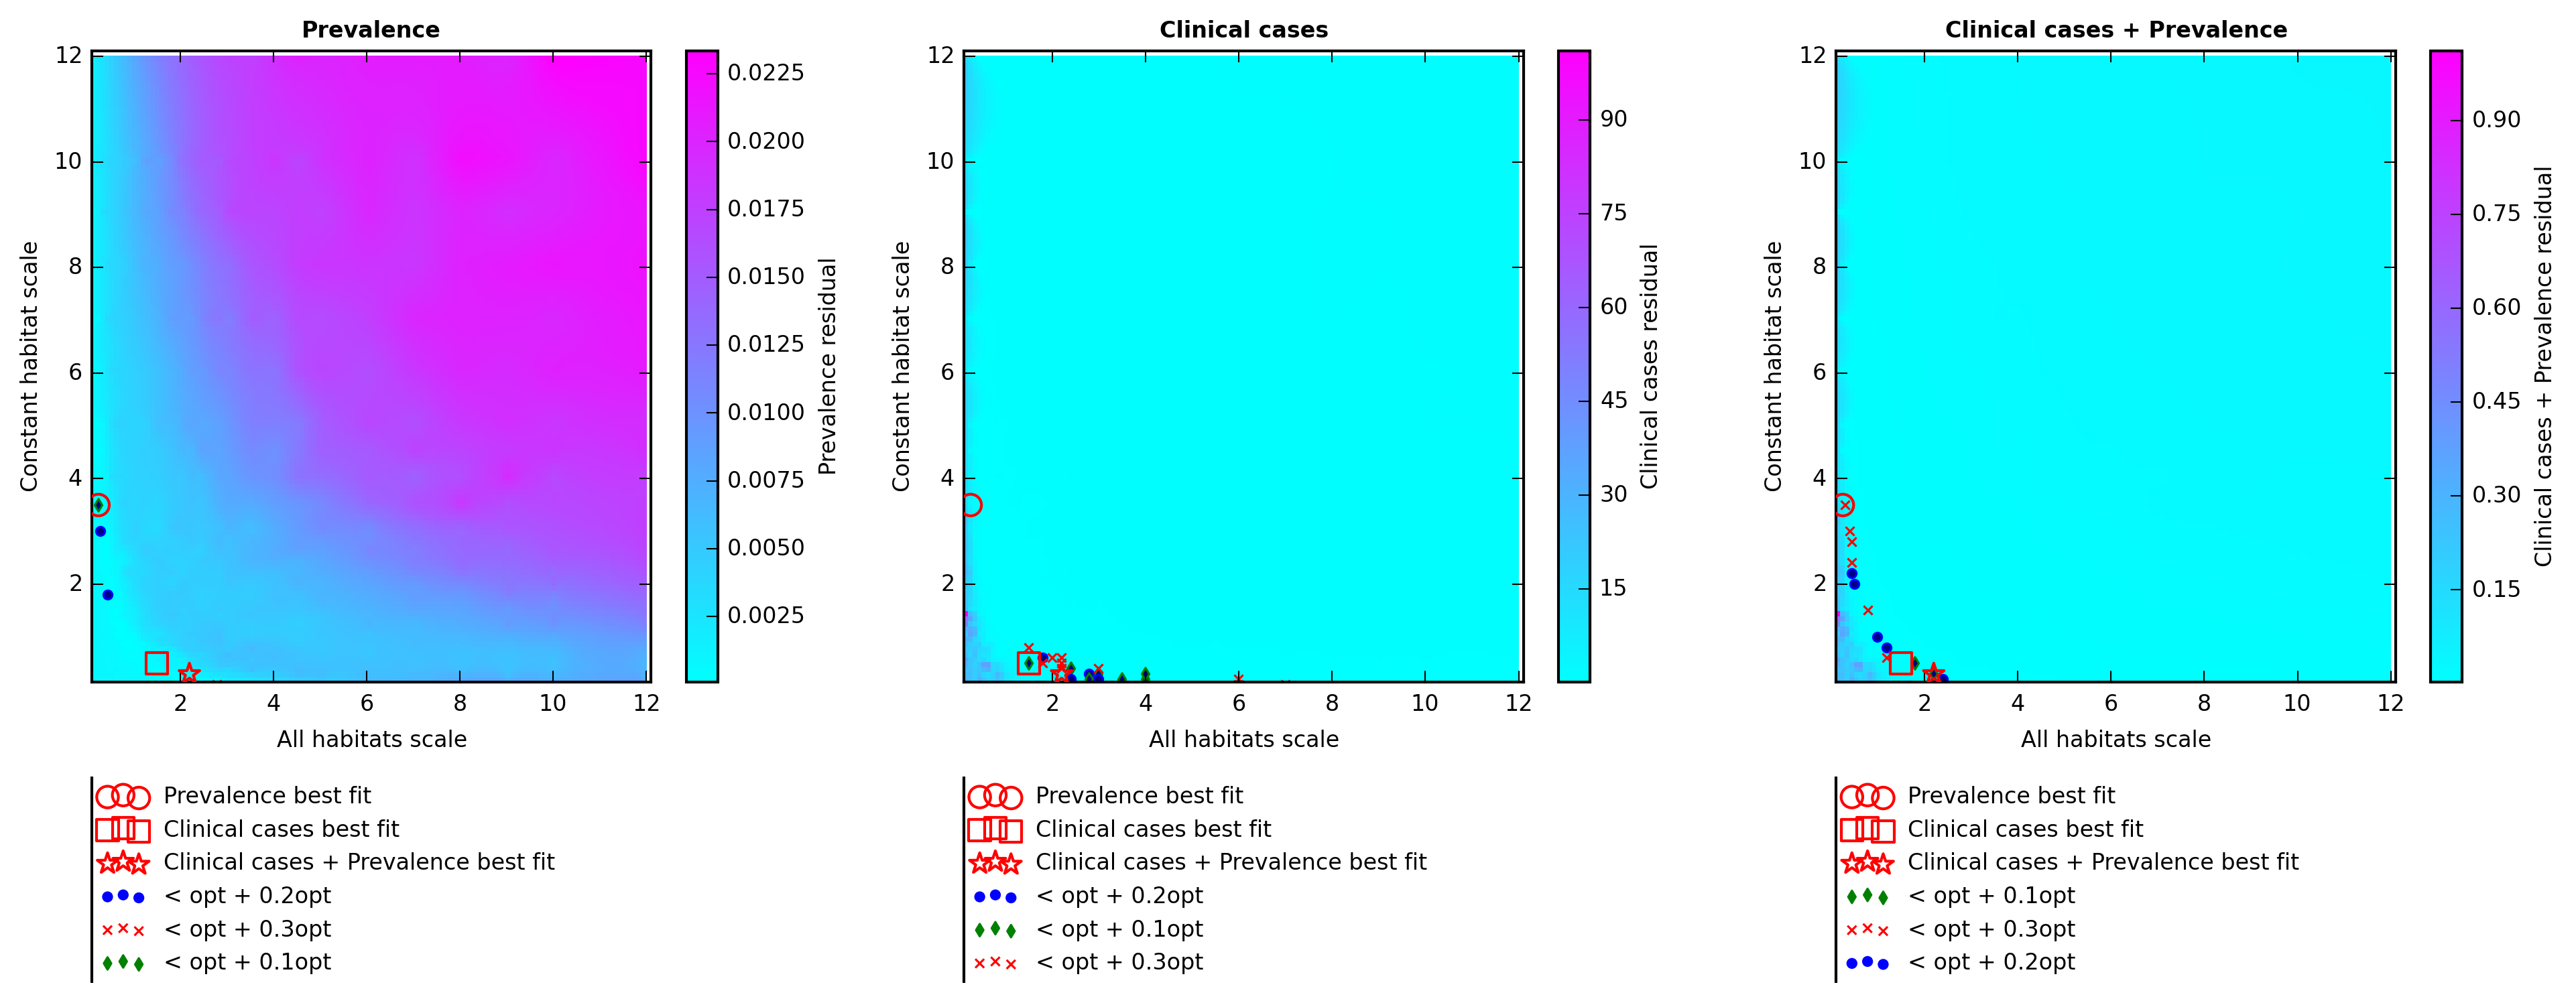 Prevalence
12
10
8
6
4
2
Constant habitat scale
2 4 6 8 10 12
All habitats scale
0.0225
0.0200
0.0175
0.0150
0.0125
0.0100
0.0075
0.0050
0.0025
Prevalence residual
Prevalence best fit
Clinical cases best fit
Clinical cases + Prevalence best fit
< opt + 0.2opt
< opt + 0.3opt
< opt + 0.1opt
Clinical cases
12
10
8
6
4
2
Constant habitat scale
2 4 6 8 10 12
All habitats scale
90
75
60
45
30
15
Clinical cases residual
Prevalence best fit
Clinical cases best fit
Clinical cases + Prevalence best fit
< opt + 0.2opt
< opt + 0.1opt
< opt + 0.3opt
Clinical cases + Prevalence
12
10
8
6
4
2
Constant habitat scale
2 4 6 8 10 12
All habitats scale
0.90
0.75
0.60
0.45
0.30
0.15
Clinical cases + Prevalence residual
Prevalence best fit
Clinical cases best fit
Clinical cases + Prevalence best fit
< opt + 0.1opt
< opt + 0.3opt
< opt + 0.2opt